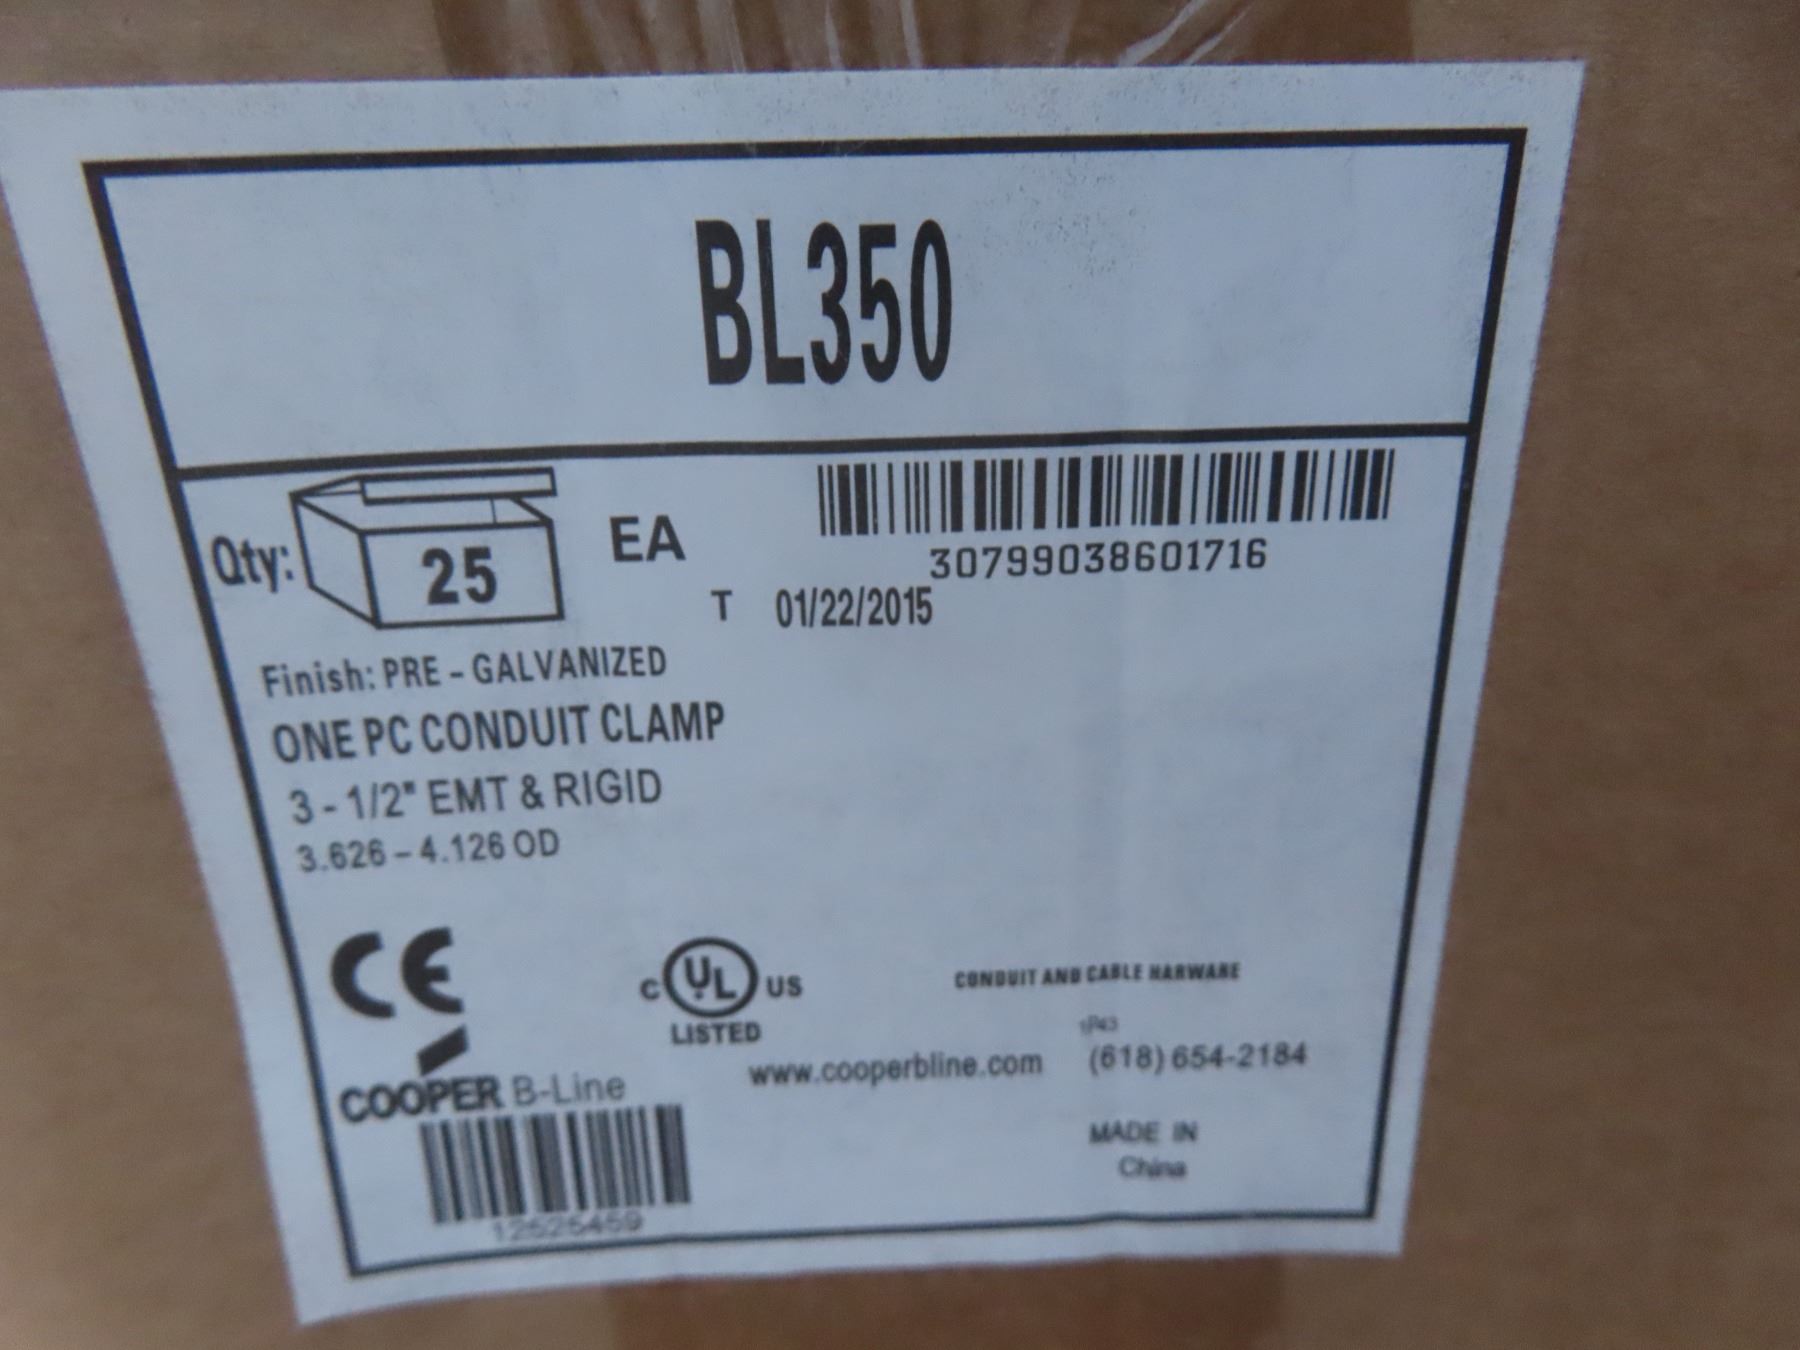 BL350
Qty: 25 EA
30799038601716
T 01/22/2015
Finish: PRE - GALVANIZED
ONE PC CONDUIT CLAMP
3 - 1/2" EMT & RIGID
3.626 - 4.126 OD
CE
C UL US
LISTED
CONDUIT AND CABLE HARWARE
COOPER B-Line
www.cooperbline.com (618) 654-2184
MADE IN
China
12525459